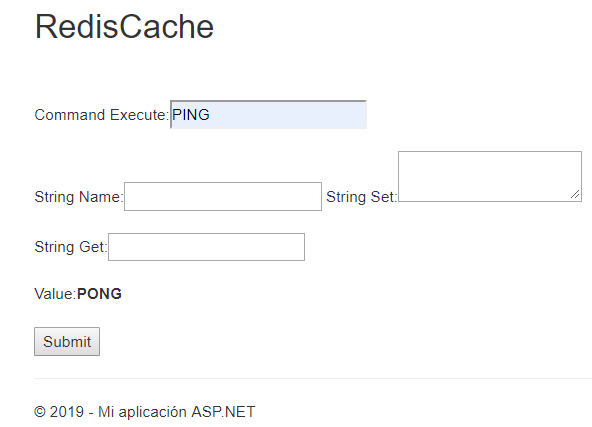 RedisCache
Command Execute:PING
String Name: String Set:
String Get:
Value:PONG
Submit
© 2019 - Mi aplicación ASP.NET